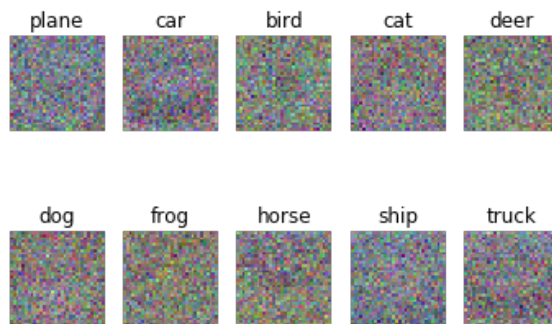 plane car bird cat deer
dog frog horse ship truck